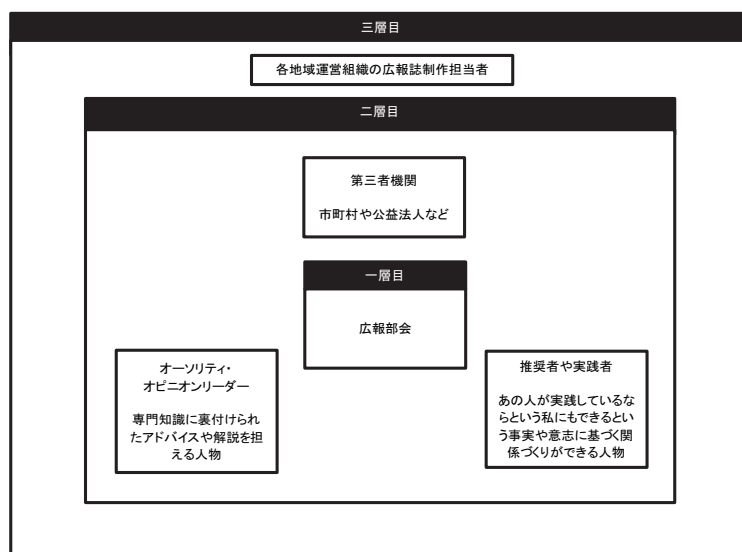 三層目
各地域運営組織の広報誌制作担当者
二層目
第三者機関
市町村や公益法人など
一層目
広報部会
オーソリティ・
オピニオンリーダー
専門知識に裏付けられ
たアドバイスや解説を担
える人物
推奨者や実践者
あの人が実践しているな
らという私にもできるとい
う事実や意志に基づく関
係づくりができる人物